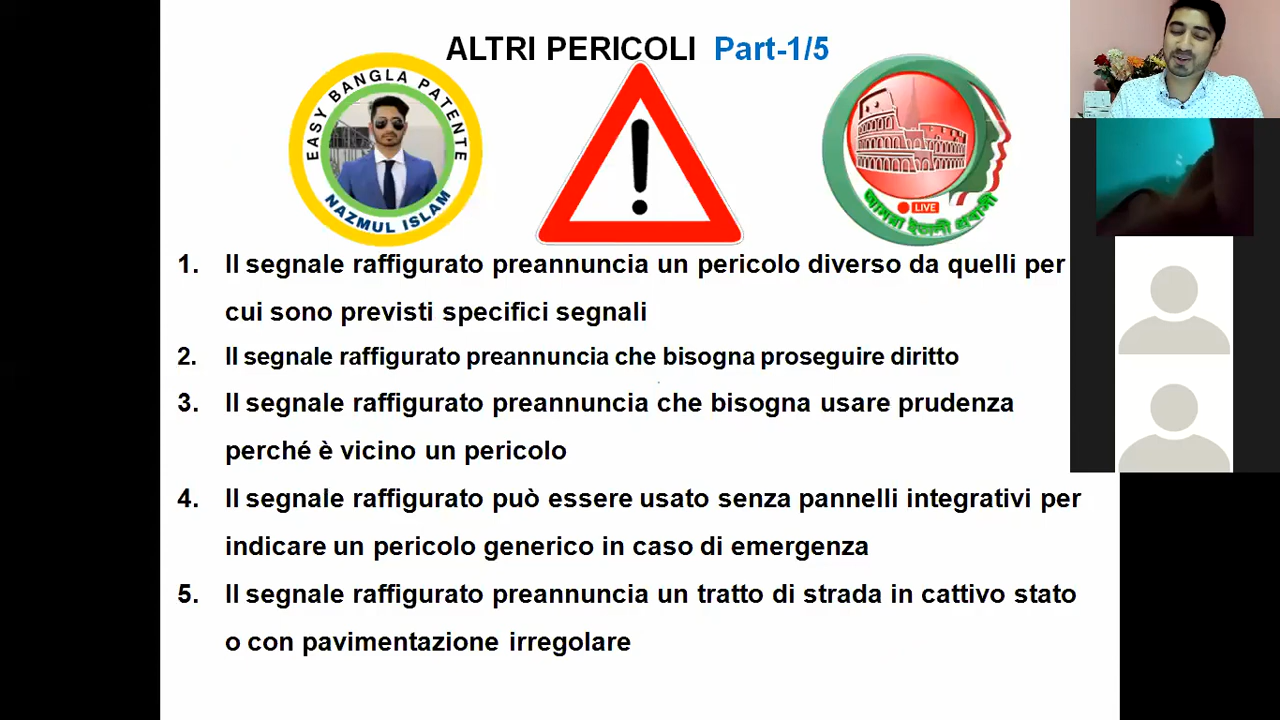 ALTRI PERICOLI Part-1/5
EASY BANGLA PATENTE
NAZMUL ISLAM
LIVE
আমরা ইতালী প্রবাসী
1. Il segnale raffigurato preannuncia un pericolo diverso da quelli per
cui sono previsti specifici segnali
2. Il segnale raffigurato preannuncia che bisogna proseguire diritto
3. Il segnale raffigurato preannuncia che bisogna usare prudenza
perché è vicino un pericolo
4. Il segnale raffigurato può essere usato senza pannelli integrativi per
indicare un pericolo generico in caso di emergenza
5. Il segnale raffigurato preannuncia un tratto di strada in cattivo stato
o con pavimentazione irregolare